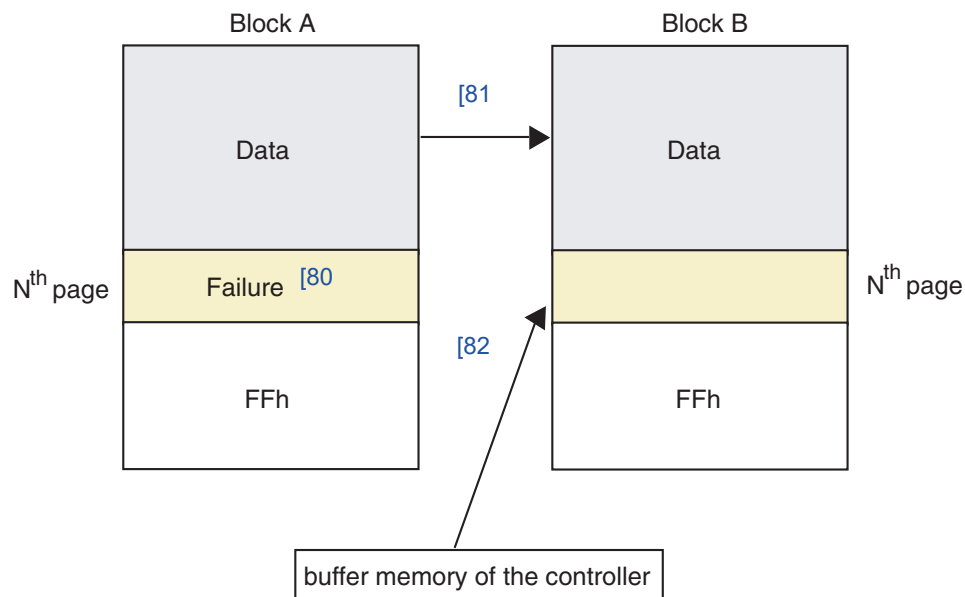 Block A
Block B
[81
Data
Data
Nth page
Failure [80
Nth page
[82
FFh
FFh
buffer memory of the controller